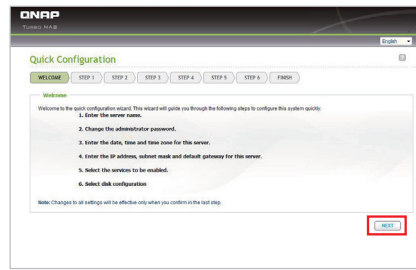 QNAP
TURBO NAS
English
Quick Configuration
WELCOME STEP 1 STEP 2 STEP 3 STEP 4 STEP 5 STEP 6 FINISH
Welcome
Welcome to the quick configuration wizard. This wizard will guide you through the following steps to configure this system quickly:
1. Enter the server name.
2. Change the administrator password.
3. Enter the date, time and time zone for this server.
4. Enter the IP address, subnet mask and default gateway for this server.
5. Select the services to be enabled.
6. Select disk configuration
Note: Changes to all settings will be effective only when you confirm in the last step.
NEXT